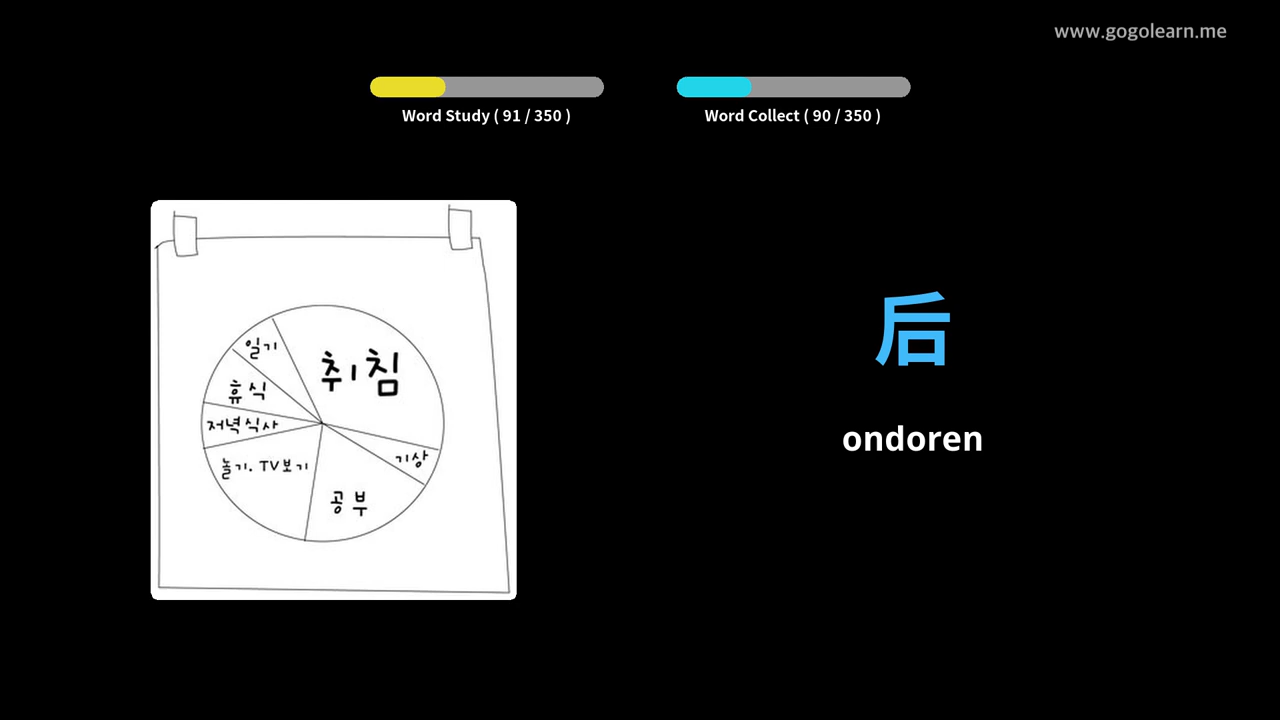 www.gogolearn.me
Word Study ( 91 / 350 )
Word Collect ( 90 / 350 )
일기
취침
휴식
저녁식사
놀기. TV보기
기상
공부
后
ondoren